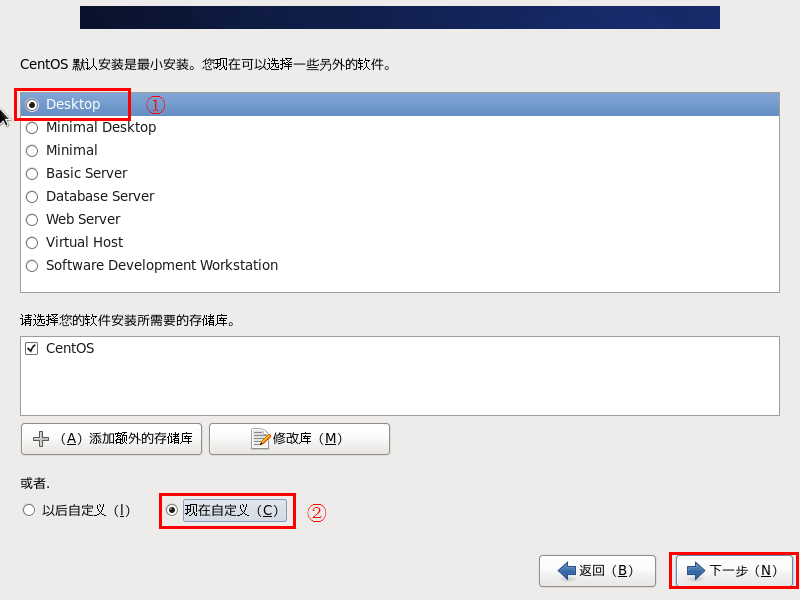 CentOS 默认安装是最小安装。您现在可以选择一些另外的软件。
Desktop ①
Minimal Desktop
Minimal
Basic Server
Database Server
Web Server
Virtual Host
Software Development Workstation
请选择您的软件安装所需要的存储库。
CentOS
（A）添加额外的存储库 修改库（M）
或者.
以后自定义（l） 现在自定义（C） ②
返回（B） 下一步（N）